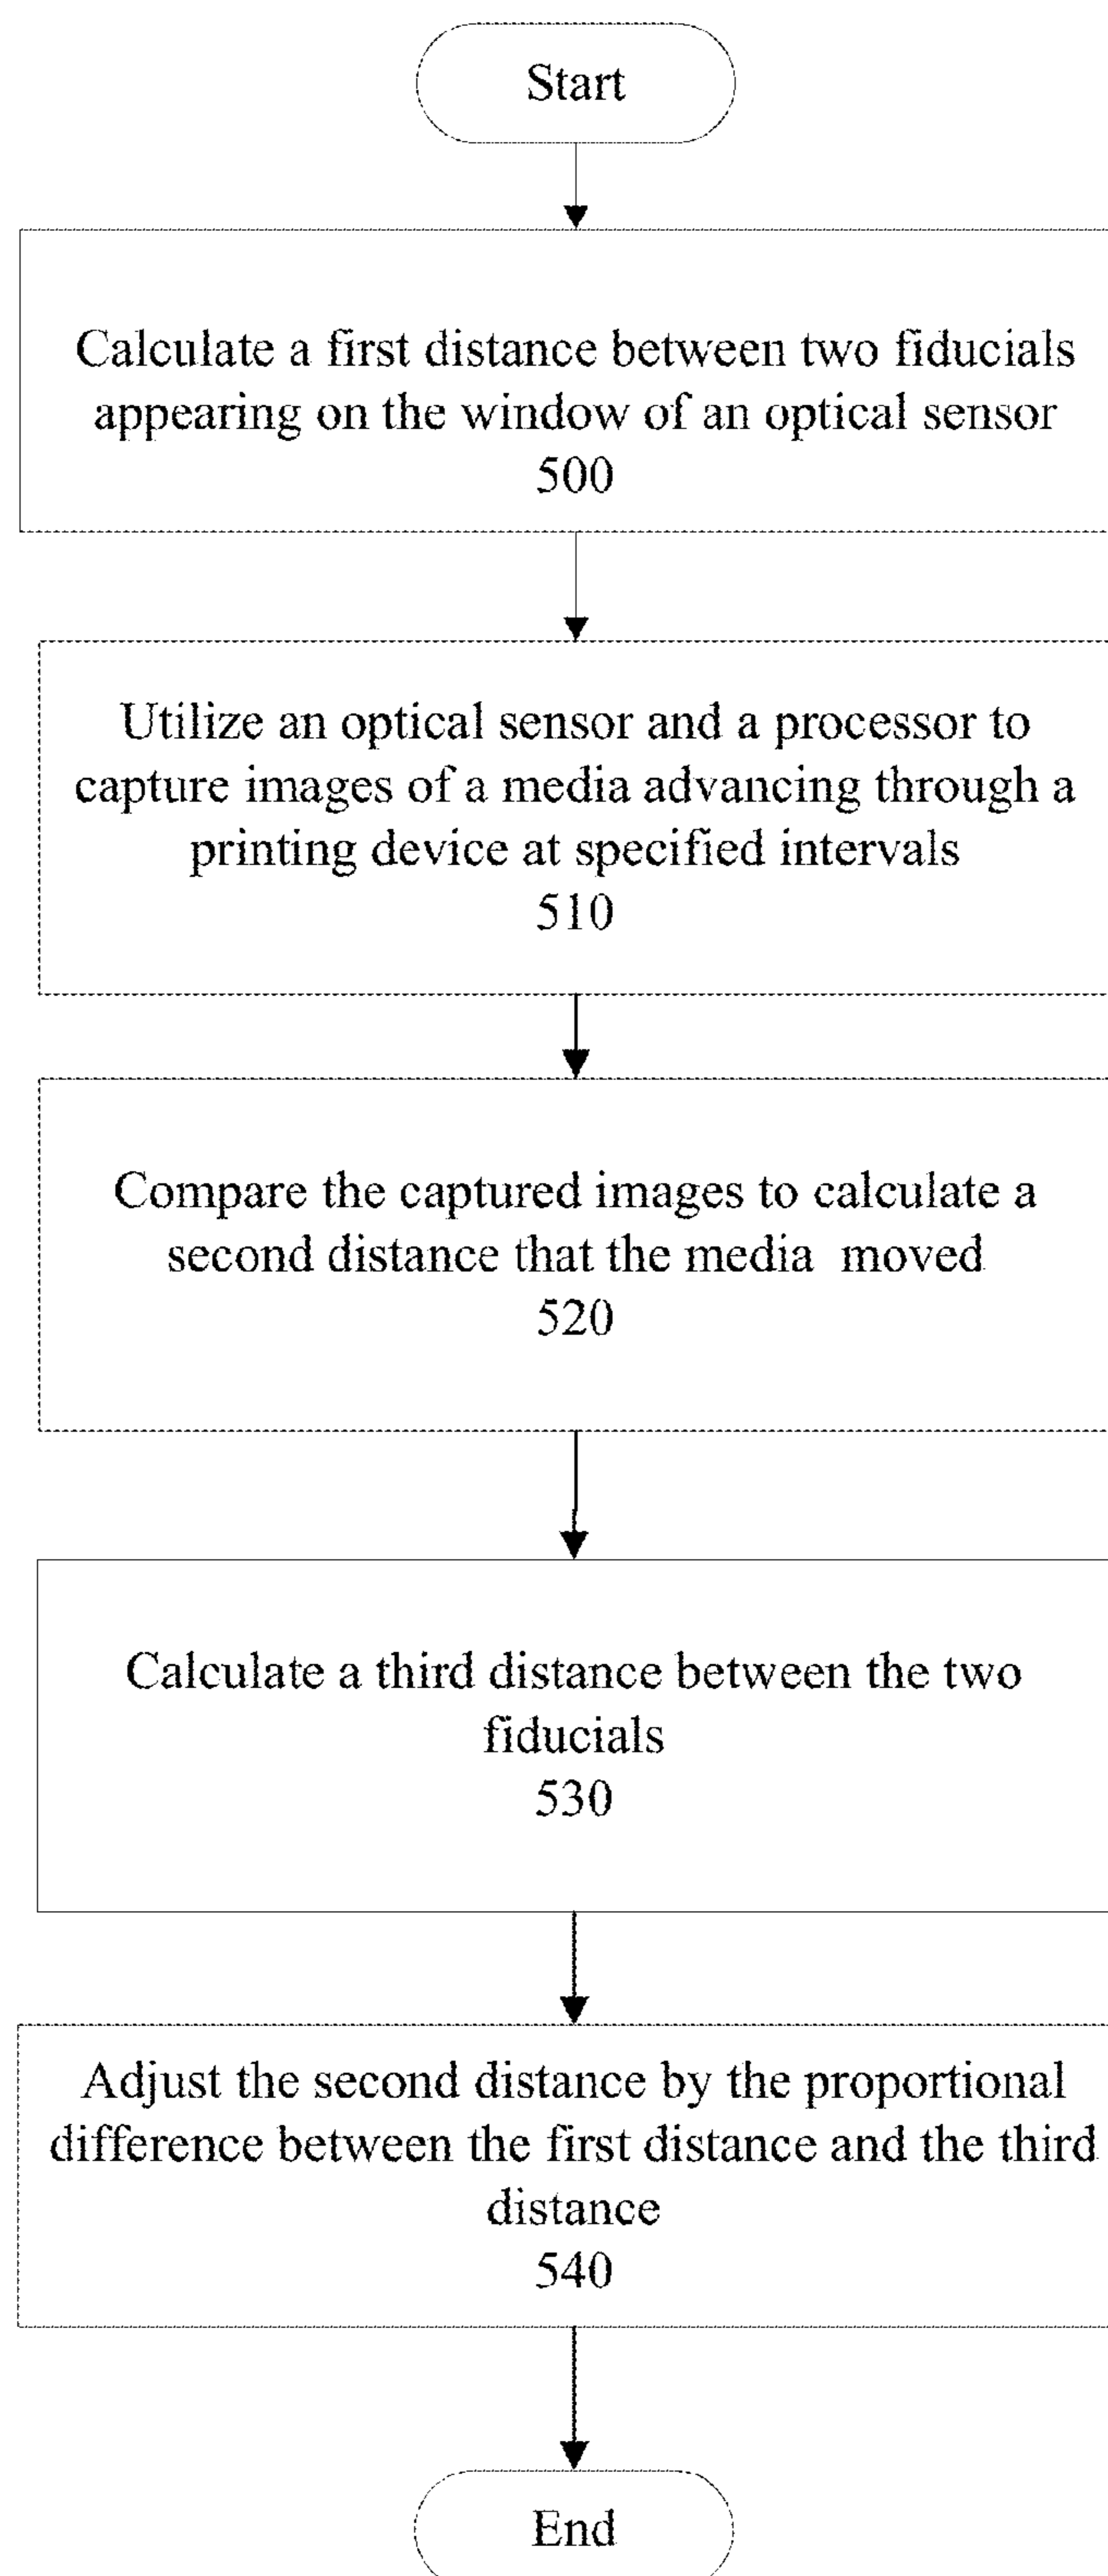 Start
Calculate a first distance between two fiducials
appearing on the window of an optical sensor
500
Utilize an optical sensor and a processor to
capture images of a media advancing through a
printing device at specified intervals
510
Compare the captured images to calculate a
second distance that the media moved
520
Calculate a third distance between the two
fiducials
530
Adjust the second distance by the proportional
difference between the first distance and the third
distance
540
End